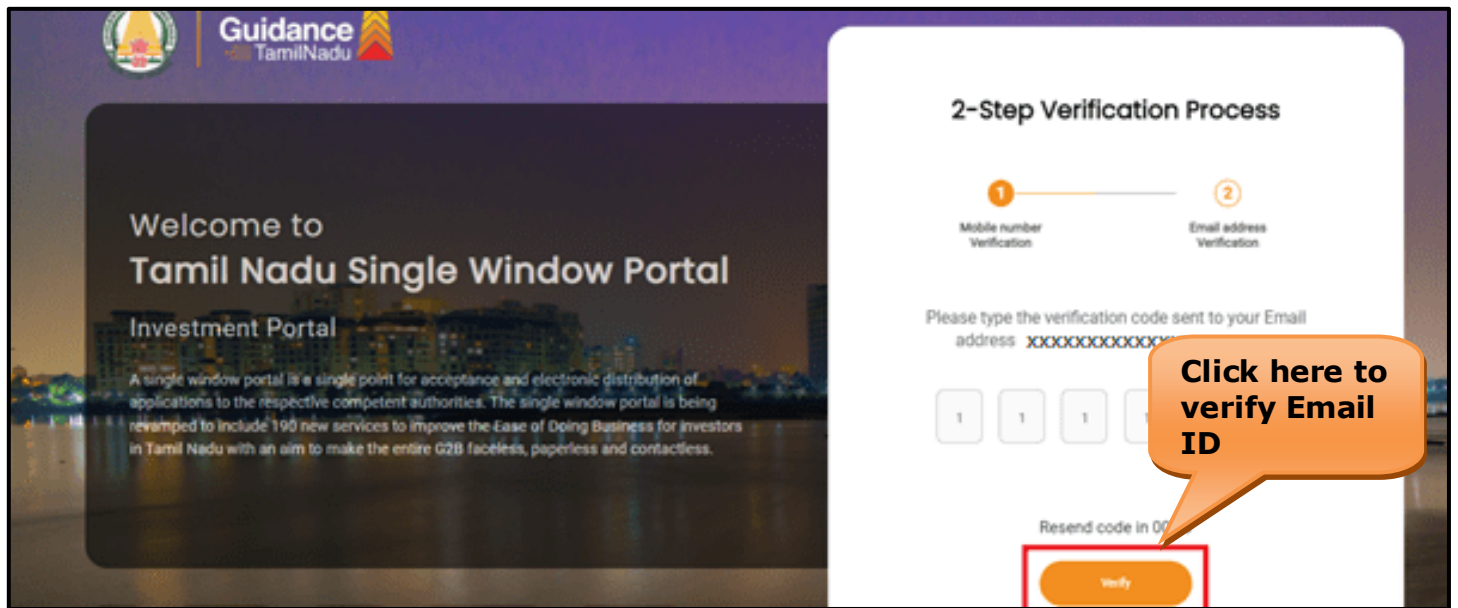 Guidance
TamilNadu
Welcome to
Tamil Nadu Single Window Portal
Investment Portal
A single window portal is a single point for acceptance and electronic distribution of
applications to the respective competent authorities. The single window portal is being
revamped to include 190 new services to improve the Ease of Doing Business for investors
in Tamil Nadu with an aim to make the entire G2B faceless, paperless and contactless.
2-Step Verification Process
1
2
Mobile number
Verification
Email address
Verification
Please type the verification code sent to your Email
address XXXXXXXXXXXX
1 1 1 1
Click here to
verify Email
ID
Resend code in
Verify